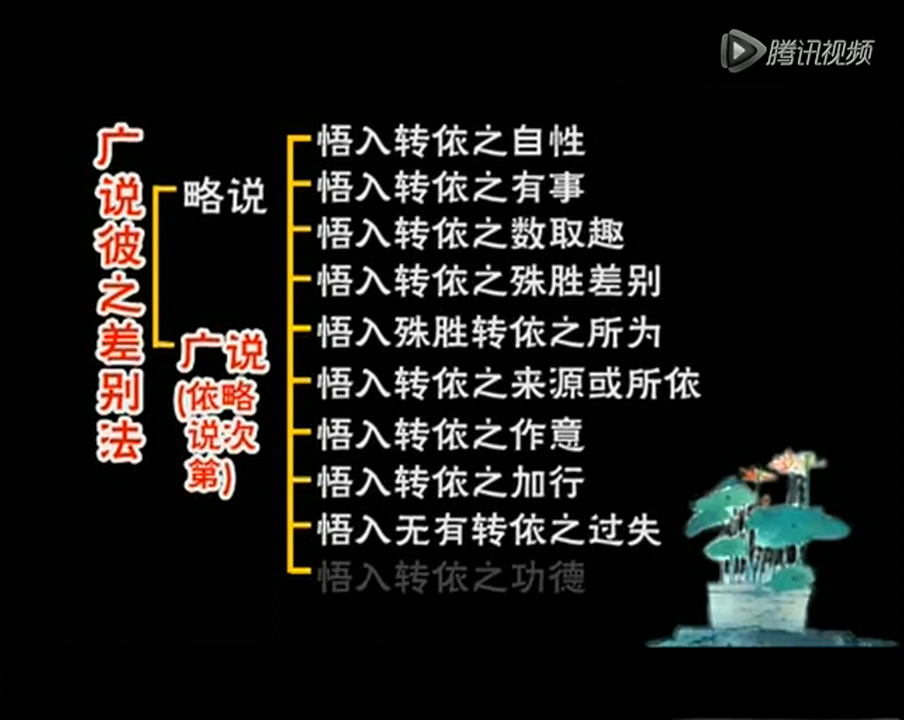 腾讯视频
广说彼之差别法
略说
广说
(依略
说次
第)
悟入转依之自性
悟入转依之有事
悟入转依之数取趣
悟入转依之殊胜差别
悟入殊胜转依之所为
悟入转依之来源或所依
悟入转依之作意
悟入转依之加行
悟入无有转依之过失
悟入转依之功德